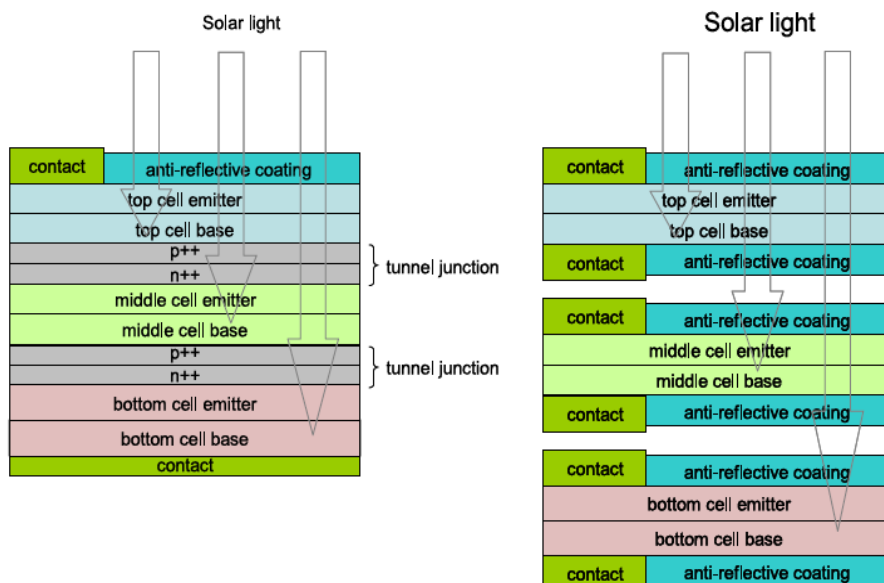 Solar light
contact anti-reflective coating
top cell emitter
top cell base
p++
n++
tunnel junction
middle cell emitter
middle cell base
p++
n++
tunnel junction
bottom cell emitter
bottom cell base
contact
Solar light
contact anti-reflective coating
top cell emitter
top cell base
contact anti-reflective coating
contact anti-reflective coating
middle cell emitter
middle cell base
contact anti-reflective coating
contact anti-reflective coating
bottom cell emitter
bottom cell base
contact anti-reflective coating